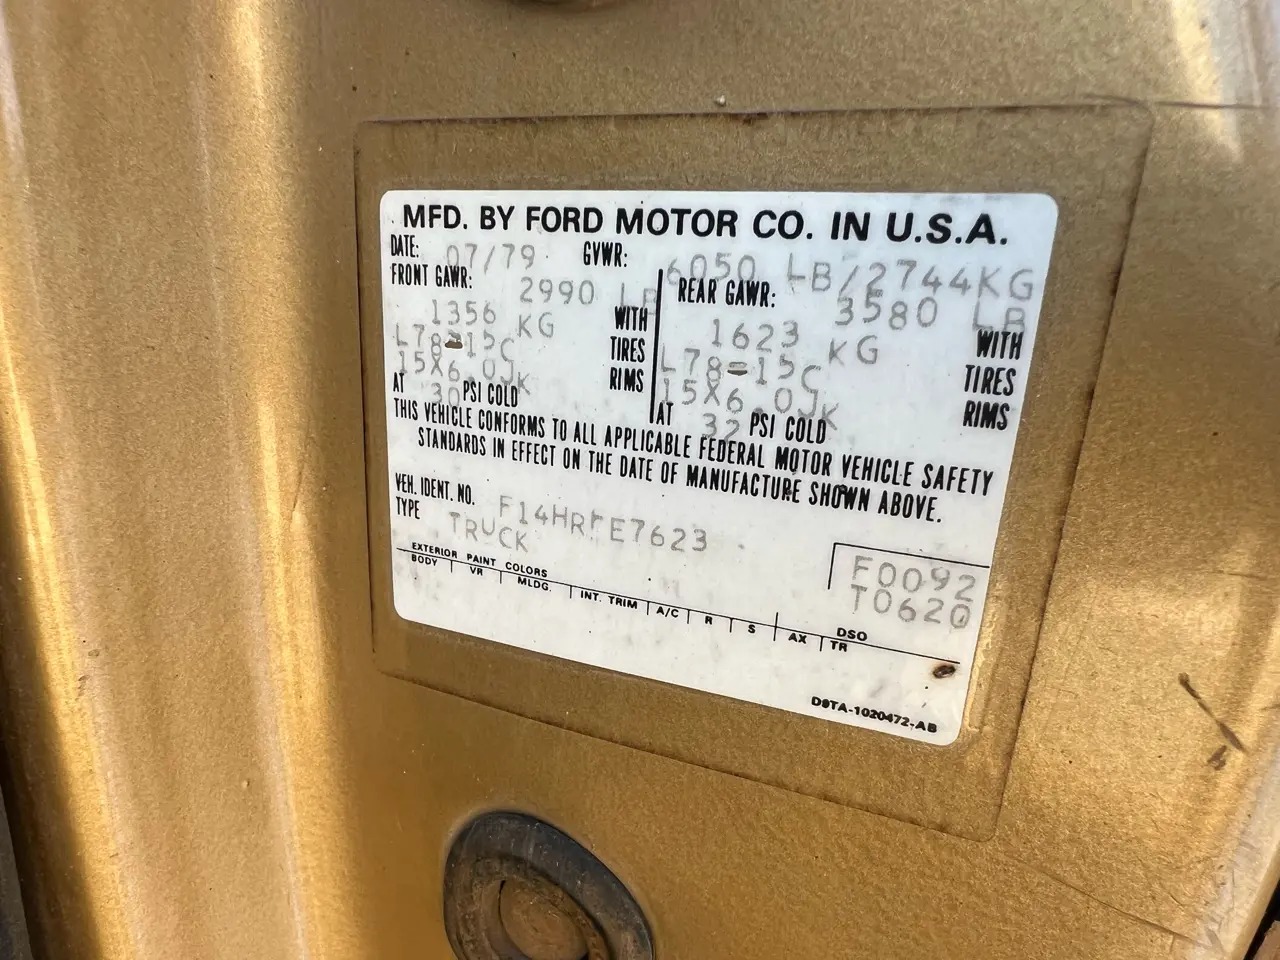 MFD. BY FORD MOTOR CO. IN U.S.A.
DATE: 07/79 GVWR: 6050 LB/2744KG
FRONT GAWR: 2990 LB REAR GAWR: 3580 LB
1356 KG WITH 1623 KG WITH
L78-15C TIRES L78-15C TIRES
15X6.0JK RIMS 15X6.0JK RIMS
AT 30 PSI COLD AT 32 PSI COLD
THIS VEHICLE CONFORMS TO ALL APPLICABLE FEDERAL MOTOR VEHICLE SAFETY
STANDARDS IN EFFECT ON THE DATE OF MANUFACTURE SHOWN ABOVE.
VEH. IDENT. NO.
TYPE TRUCK
F0092
T0620
EXTERIOR PAINT COLORS DSO
BODY VR MLDG. INT. TRIM A/C R S AX TR
D9TA-1020472-AB